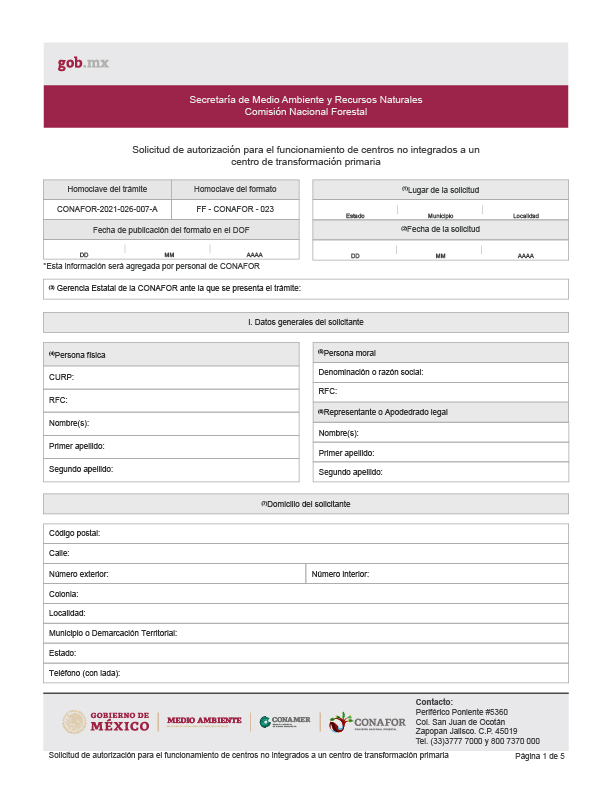 gob.mx
Secretaría de Medio Ambiente y Recursos Naturales
Comisión Nacional Forestal
Solicitud de autorización para el funcionamiento de centros no integrados a un
centro de transformación primaria
Homoclave del trámite
Homoclave del formato
CONAFOR-2021-026-007-A
FF - CONAFOR - 023
Fecha de publicación del formato en el DOF
DD
MM
AAAA
*Esta información será agregada por personal de CONAFOR
(1)Lugar de la solicitud
Estado
Municipio
Localidad
(2)Fecha de la solicitud
DD
MM
AAAA
(3) Gerencia Estatal de la CONAFOR ante la que se presenta el trámite:
I. Datos generales del solicitante
(4)Persona física
CURP:
RFC:
Nombre(s):
Primer apellido:
Segundo apellido:
(5)Persona moral
Denominación o razón social:
RFC:
(6)Representante o Apodedrado legal
Nombre(s):
Primer apellido:
Segundo apellido:
(7)Domicilio del solicitante
Código postal:
Calle:
Número exterior:
Número interior:
Colonia:
Localidad:
Municipio o Demarcación Territorial:
Estado:
Teléfono (con lada):
GOBIERNO DE
MÉXICO
MEDIO AMBIENTE
CONAMER
CONAFOR
COMISIÓN NACIONAL FORESTAL
Contacto:
Periférico Poniente #5360
Col. San Juan de Ocotán
Zapopan Jalisco. C.P. 45019
Tel. (33)3777 7000 y 800 7370 000
Solicitud de autorización para el funcionamiento de centros no integrados a un centro de transformación primaria
Página 1 de 5